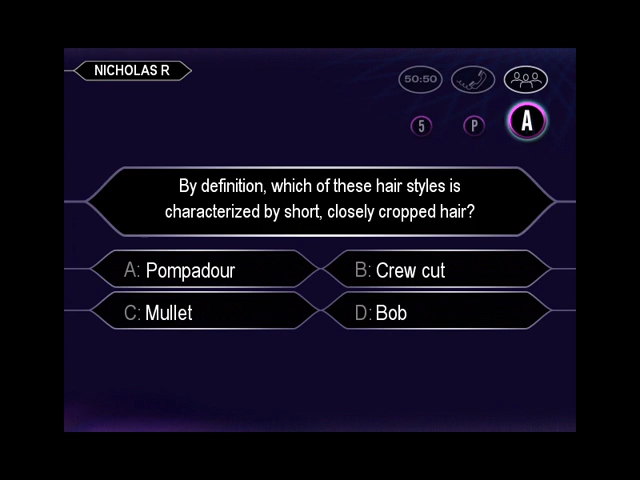 NICHOLAS R
50:50
5
P
A
By definition, which of these hair styles is
characterized by short, closely cropped hair?
A: Pompadour
B: Crew cut
C: Mullet
D: Bob